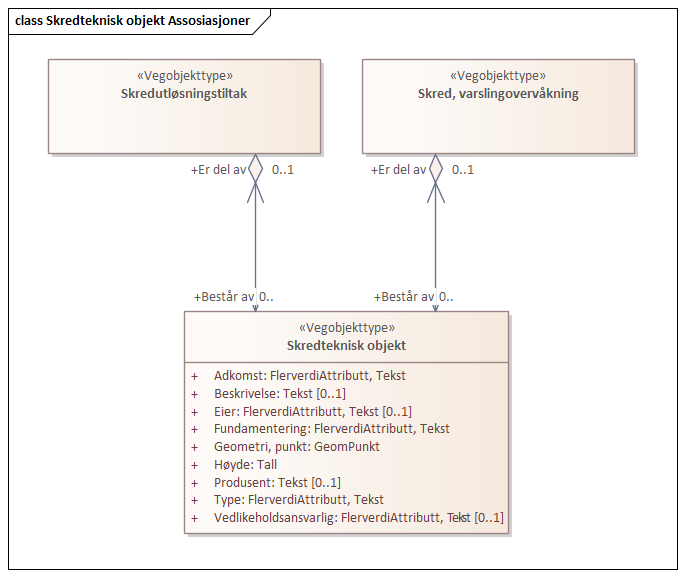 class Skredteknisk objekt Assosiasjoner
«Vegobjekttype»
Skredutløsningstiltak
«Vegobjekttype»
Skred, varslingovervåkning
+Er del av 0..1
+Er del av 0..1
+Består av 0..
+Består av 0..
«Vegobjekttype»
Skredteknisk objekt
+ Adkomst: FlerverdiAttributt, Tekst
+ Beskrivelse: Tekst [0..1]
+ Eier: FlerverdiAttributt, Tekst [0..1]
+ Fundamentering: FlerverdiAttributt, Tekst
+ Geometri, punkt: GeomPunkt
+ Høyde: Tall
+ Produsent: Tekst [0..1]
+ Type: FlerverdiAttributt, Tekst
+ Vedlikeholdsansvarlig: FlerverdiAttributt, Tekst [0..1]